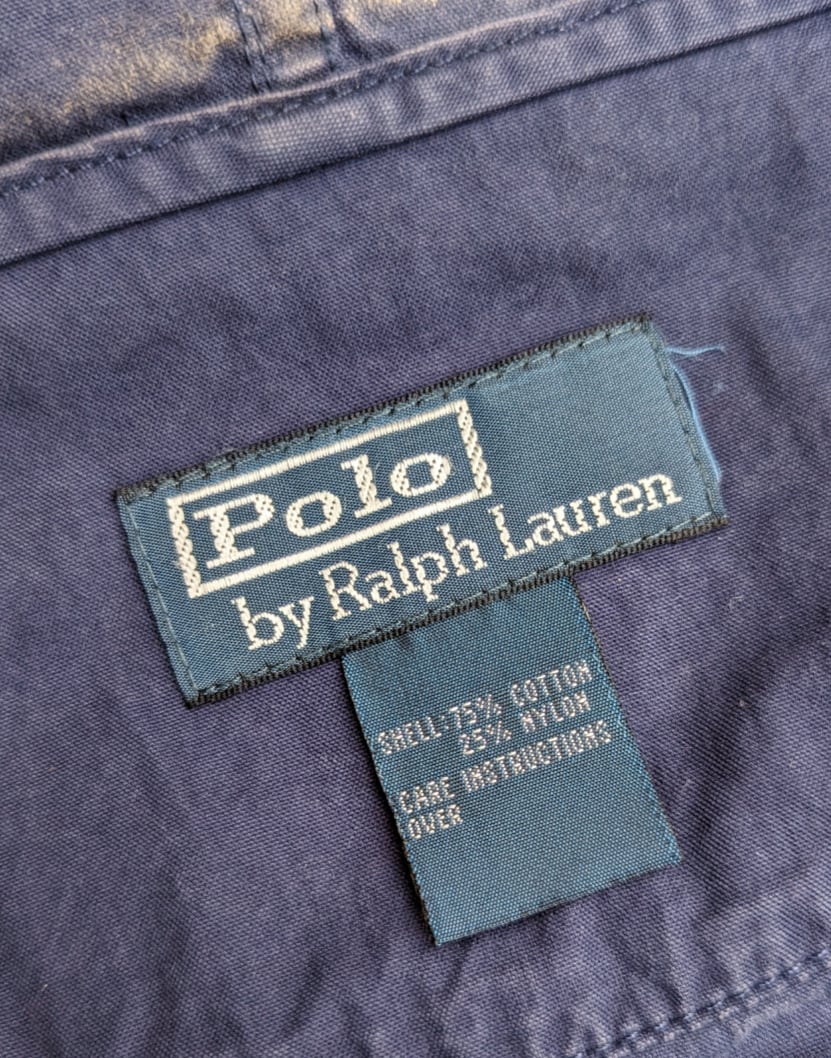 Polo
by Ralph Lauren
SHELL:75% COTTON
25% NYLON
CARE INSTRUCTIONS
OVER